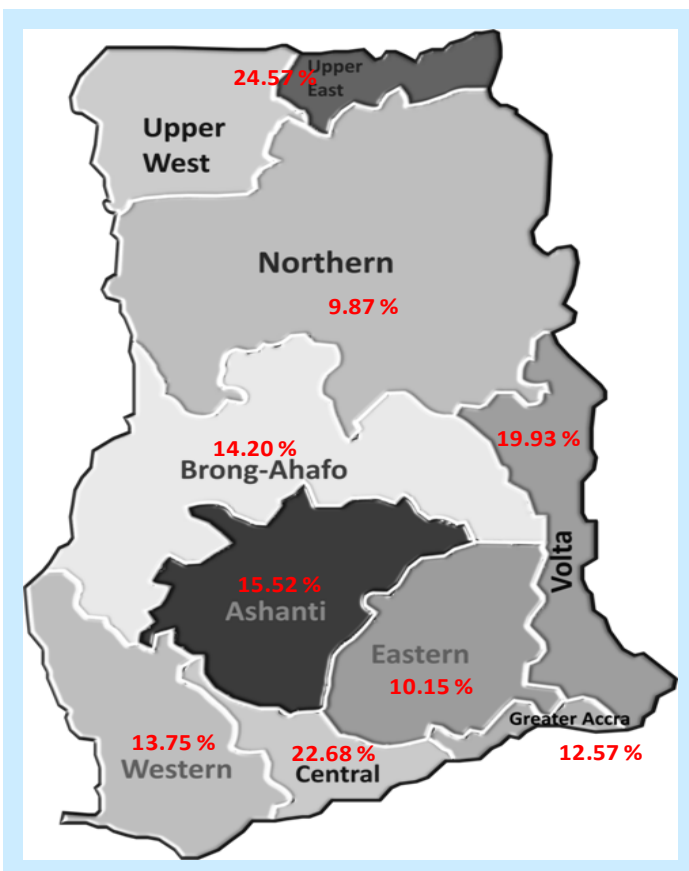 Upper
24.57 %
East
Upper
West
Northern
9.87 %
19.93 %
14.20 %
Brong-Ahafo
Volta
15.52 %
Ashanti
Eastern
10.15 %
Greater Accra
13.75 %
22.68 %
12.57 %
Western
Central